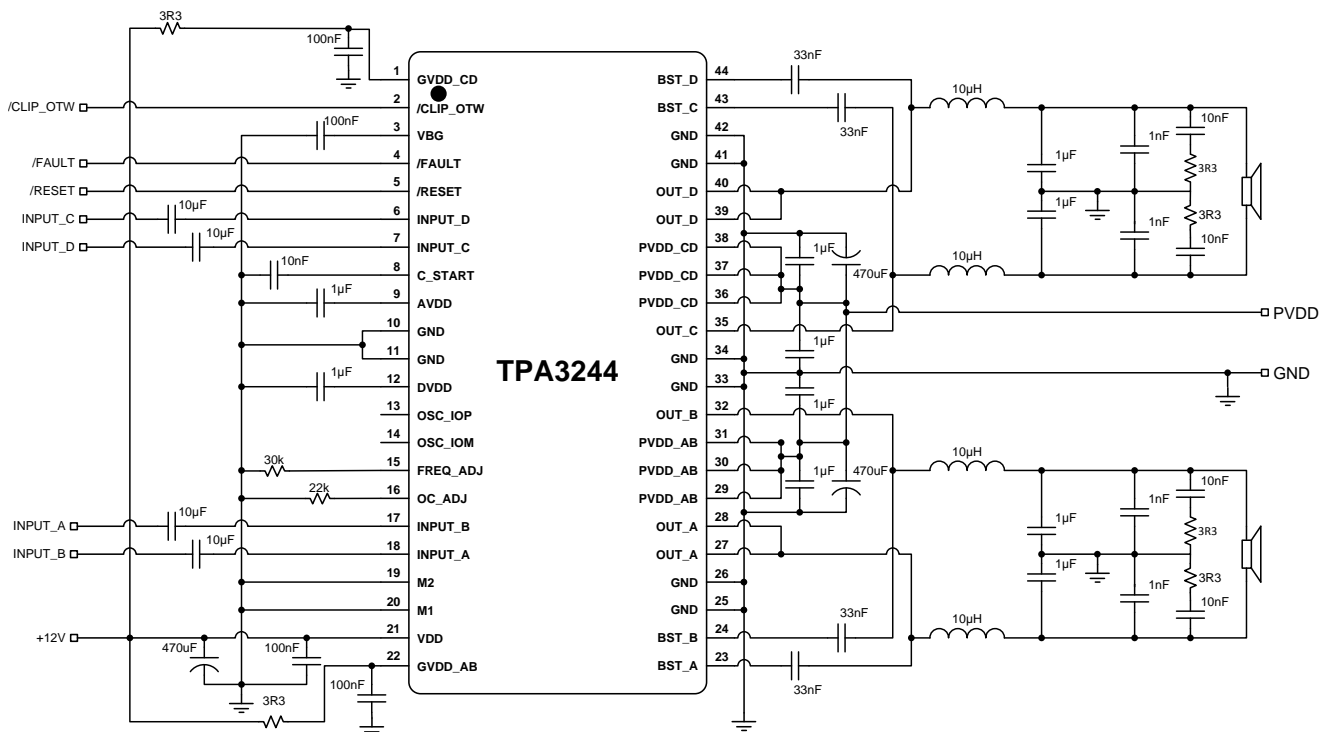 3R3
100nF
1 GVDD_CD
/CLIP_OTW 2 /CLIP_OTW
100nF 3 VBG
/FAULT 4 /FAULT
/RESET 5 /RESET
INPUT_C 10µF 6 INPUT_D
INPUT_D 10µF 7 INPUT_C
10nF 8 C_START
1µF 9 AVDD
10 GND
11 GND
1µF 12 DVDD
13 OSC_IOP
14 OSC_IOM
30k 15 FREQ_ADJ
22k 16 OC_ADJ
INPUT_A 10µF 17 INPUT_B
INPUT_B 10µF 18 INPUT_A
19 M2
20 M1
+12V 21 VDD
470uF 100nF
22 GVDD_AB
100nF
3R3
TPA3244
BST_D 44 33nF
BST_C 43 33nF
GND 42
GND 41
OUT_D 40
OUT_D 39
PVDD_CD 38
PVDD_CD 37
PVDD_CD 36
OUT_C 35
GND 34
GND 33
OUT_B 32
PVDD_AB 31
PVDD_AB 30
PVDD_AB 29
OUT_A 28
OUT_A 27
GND 26
GND 25
BST_B 24 33nF
BST_A 23 33nF
1µF 470uF
1µF
1µF
1µF 470uF
10µH
10nF
1nF
1µF 3R3
1µF 3R3
1nF
10nF
10µH
PVDD
GND
10µH
10nF
1nF
1µF 3R3
1µF 3R3
1nF
10nF
10µH